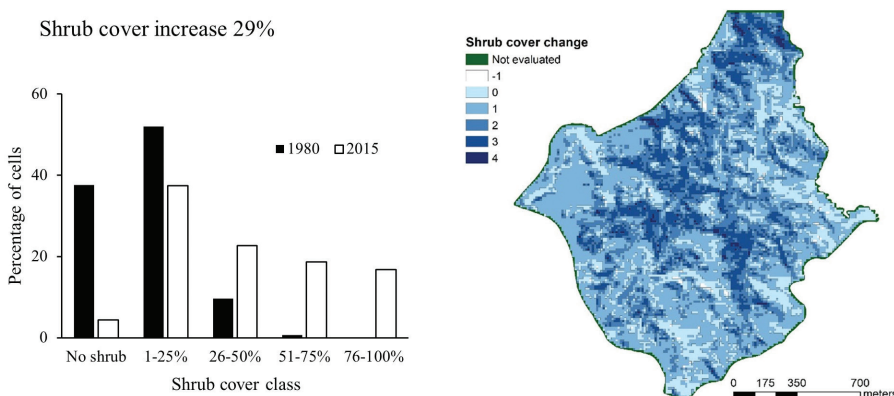 Shrub cover increase 29%
60
40
20
0
Percentage of cells
1980 2015
No shrub 1-25% 26-50% 51-75% 76-100%
Shrub cover class
Shrub cover change
Not evaluated
-1
0
1
2
3
4
0 175 350 700
meters